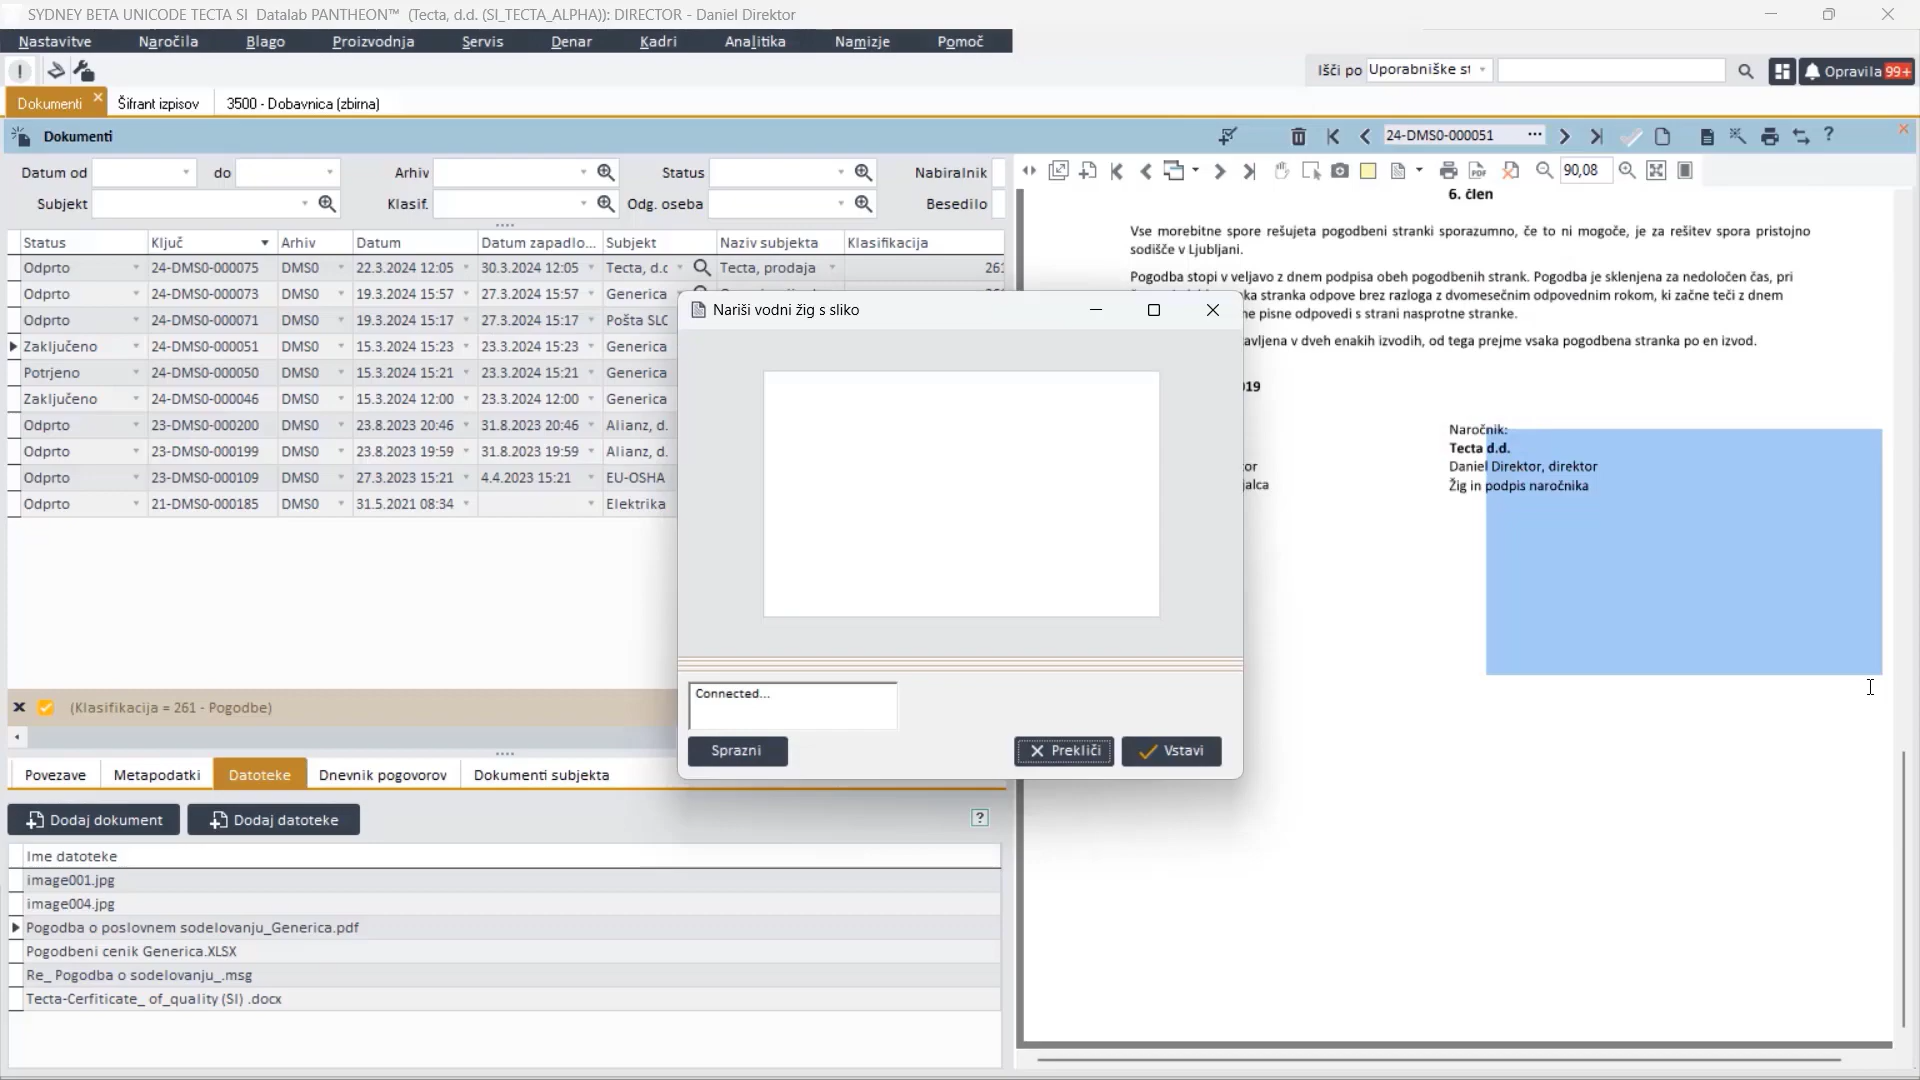 SYDNEY BETA UNICODE TECTA SI Datalab PANTHEON™ (Tecta, d.d. (SI_TECTA_ALPHA)): DIRECTOR - Daniel Direktor
Nastavitve Naročila Blago Proizvodnja Servis Denar Kadri Analitika Namizje Pomoč
Išči po Uporabniške st Opravila 99+
Dokumenti Šifrant izpisov 3500 - Dobavnica (zbirna)
Dokumenti 24-DMS0-000051 ... ?
Datum od do Arhiv Status Nabiralnik
90,08
Subjekt Klasif. Odg. oseba Besedilo
Status Ključ Arhiv Datum Datum zapadlo... Subjekt Naziv subjekta Klasifikacija
Odprto 24-DMS0-000075 DMS0 22.3.2024 12:05 30.3.2024 12:05 Tecta, d.c Tecta, prodaja 261
Odprto 24-DMS0-000073 DMS0 19.3.2024 15:57 27.3.2024 15:57 Generica
Odprto 24-DMS0-000071 DMS0 19.3.2024 15:17 27.3.2024 15:17 Pošta SLC
Zaključeno 24-DMS0-000051 DMS0 15.3.2024 15:23 23.3.2024 15:23 Generica
Potrjeno 24-DMS0-000050 DMS0 15.3.2024 15:21 23.3.2024 15:21 Generica
Zaključeno 24-DMS0-000046 DMS0 15.3.2024 12:00 23.3.2024 12:00 Generica
Odprto 23-DMS0-000200 DMS0 23.8.2023 20:46 31.8.2023 20:46 Alianz, d.
Odprto 23-DMS0-000199 DMS0 23.8.2023 19:59 31.8.2023 19:59 Alianz, d.
Odprto 23-DMS0-000109 DMS0 27.3.2023 15:21 4.4.2023 15:21 EU-OSHA
Odprto 21-DMS0-000185 DMS0 31.5.2021 08:34 Elektrika
(Klasifikacija = 261 - Pogodbe)
Povezave Metapodatki Datoteke Dnevnik pogovorov Dokumenti subjekta
Dodaj dokument Dodaj datoteke ?
Ime datoteke
image001.jpg
image004.jpg
Pogodba o poslovnem sodelovanju_Generica.pdf
Pogodbeni cenik Generica.XLSX
Re_ Pogodba o sodelovanju_.msg
Tecta-Cerfiticate_ of_quality (SI) .docx
Nariši vodni žig s sliko
Connected...
Sprazni Prekliči Vstavi
6. člen
Vse morebitne spore rešujeta pogodbeni stranki sporazumno, če to ni mogoče, je za rešitev spora pristojno
sodišče v Ljubljani.
Pogodba stopi v veljavo z dnem podpisa obeh pogodbenih strank. Pogodba je sklenjena za nedoločen čas, pri
ka stranka odpove brez razloga z dvomesečnim odpovednim rokom, ki začne teči z dnem
ne pisne odpovedi s strani nasprotne stranke.
avljena v dveh enakih izvodih, od tega prejme vsaka pogodbena stranka po en izvod.
19
or
jalca
Naročnik:
Tecta d.d.
Daniel Direktor, direktor
Žig in podpis naročnika